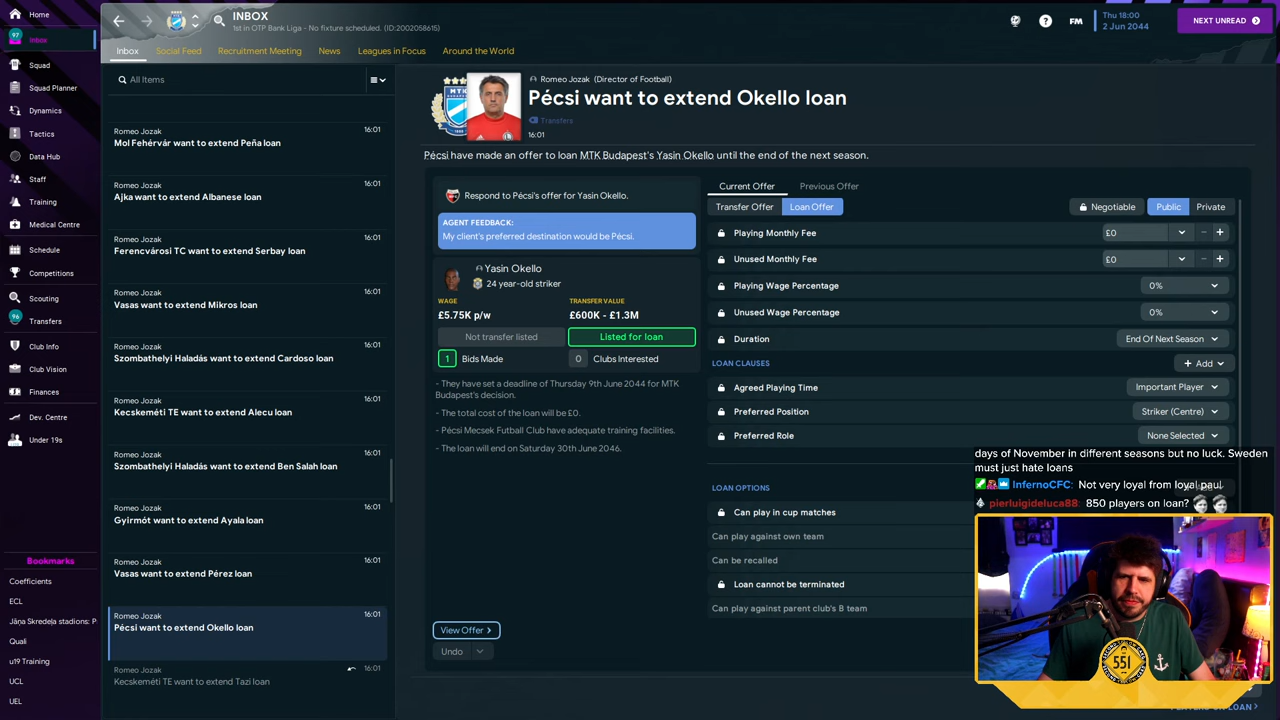 Home
97
Inbox
Squad
Squad Planner
Dynamics
Tactics
Data Hub
Staff
Training
Medical Centre
Schedule
Competitions
Scouting
96
Transfers
Club Info
Club Vision
Finances
Dev. Centre
Under 19s
Bookmarks
Coefficients
ECL
Jāņa Skredeļa stadions: P
Quali
u19 Training
UCL
UEL
INBOX
1st in OTP Bank Liga - No fixture scheduled. (ID:2002058615)
FM
Thu 18:00
2 Jun 2044
NEXT UNREAD
Inbox
Social Feed
Recruitment Meeting
News
Leagues in Focus
Around the World
All Items
Romeo Jozak 16:01
Mol Fehérvár want to extend Peña loan
Romeo Jozak 16:01
Ajka want to extend Albanese loan
Romeo Jozak 16:01
Ferencvárosi TC want to extend Serbay loan
Romeo Jozak 16:01
Vasas want to extend Mikros loan
Romeo Jozak 16:01
Szombathelyi Haladás want to extend Cardoso loan
Romeo Jozak 16:01
Kecskeméti TE want to extend Alecu loan
Romeo Jozak 16:01
Szombathelyi Haladás want to extend Ben Salah loan
Romeo Jozak 16:01
Gyirmót want to extend Ayala loan
Romeo Jozak 16:01
Vasas want to extend Pérez loan
Romeo Jozak 16:01
Pécsi want to extend Okello loan
Romeo Jozak 16:01
Kecskeméti TE want to extend Tazi loan
MTK
Romeo Jozak (Director of Football)
Pécsi want to extend Okello loan
Transfers
16:01
Pécsi have made an offer to loan MTK Budapest's Yasin Okello until the end of the next season.
Respond to Pécsi's offer for Yasin Okello.
AGENT FEEDBACK:
My client's preferred destination would be Pécsi.
Yasin Okello
24 year-old striker
WAGE TRANSFER VALUE
£5.75K p/w £600K - £1.3M
Not transfer listed Listed for loan
1 Bids Made 0 Clubs Interested
- They have set a deadline of Thursday 9th June 2044 for MTK
Budapest's decision.
- The total cost of the loan will be £0.
- Pécsi Mecsek Futball Club have adequate training facilities.
- The loan will end on Saturday 30th June 2046.
View Offer
Undo
Current Offer Previous Offer
Transfer Offer Loan Offer Negotiable Public Private
Playing Monthly Fee £0
Unused Monthly Fee £0
Playing Wage Percentage 0%
Unused Wage Percentage 0%
Duration End Of Next Season
LOAN CLAUSES + Add
Agreed Playing Time Important Player
Preferred Position Striker (Centre)
Preferred Role None Selected
LOAN OPTIONS
Can play in cup matches
Can play against own team
Can be recalled
Loan cannot be terminated
Can play against parent club's B team
days of November in different seasons but no luck. Sweden
must just hate loans
InfernoCFC: Not very loyal from loyal paul
pierluigideluca88: 850 players on loan?
551